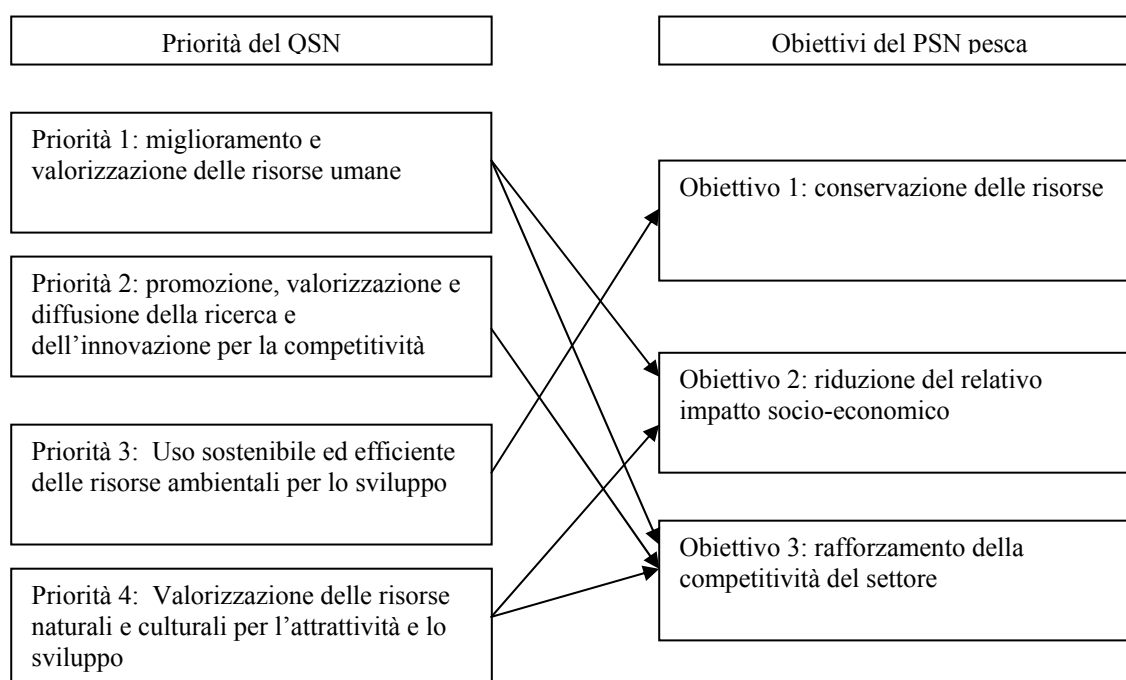 Priorità del QSN
Obiettivi del PSN pesca
Priorità 1: miglioramento e
valorizzazione delle risorse umane
Priorità 2: promozione, valorizzazione e
diffusione della ricerca e
dell’innovazione per la competitività
Priorità 3:  Uso sostenibile ed efficiente
delle risorse ambientali per lo sviluppo
Priorità 4:  Valorizzazione delle risorse
naturali e culturali per l’attrattività e lo
sviluppo
Obiettivo 1: conservazione delle risorse
Obiettivo 2: riduzione del relativo
impatto socio-economico
Obiettivo 3: rafforzamento della
competitività del settore